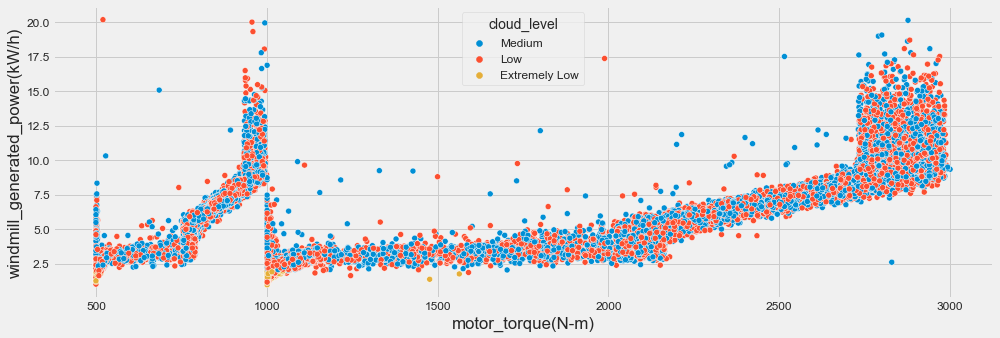 cloud_level
Medium
Low
Extremely Low
windmill_generated_power(kW/h)
20.0
17.5
15.0
12.5
10.0
7.5
5.0
2.5
500
1000
1500
2000
2500
3000
motor_torque(N-m)